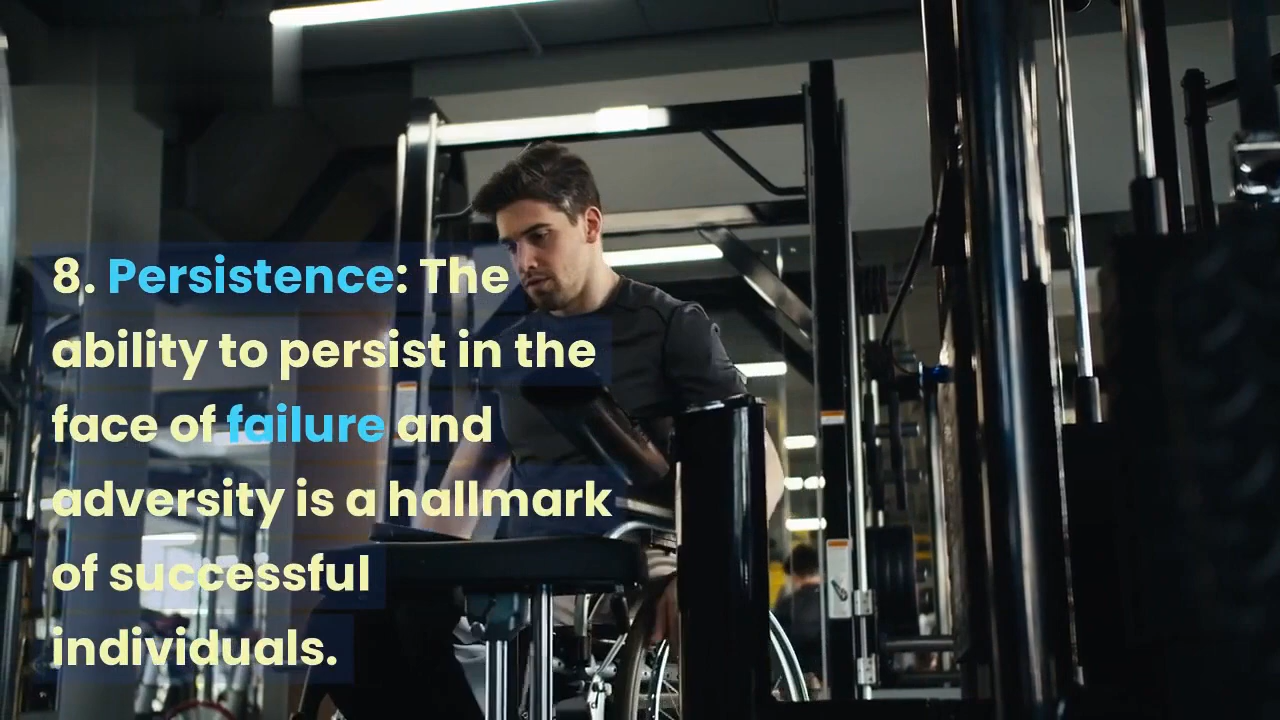 8. Persistence: The
ability to persist in the
face of failure and
adversity is a hallmark
of successful
individuals.